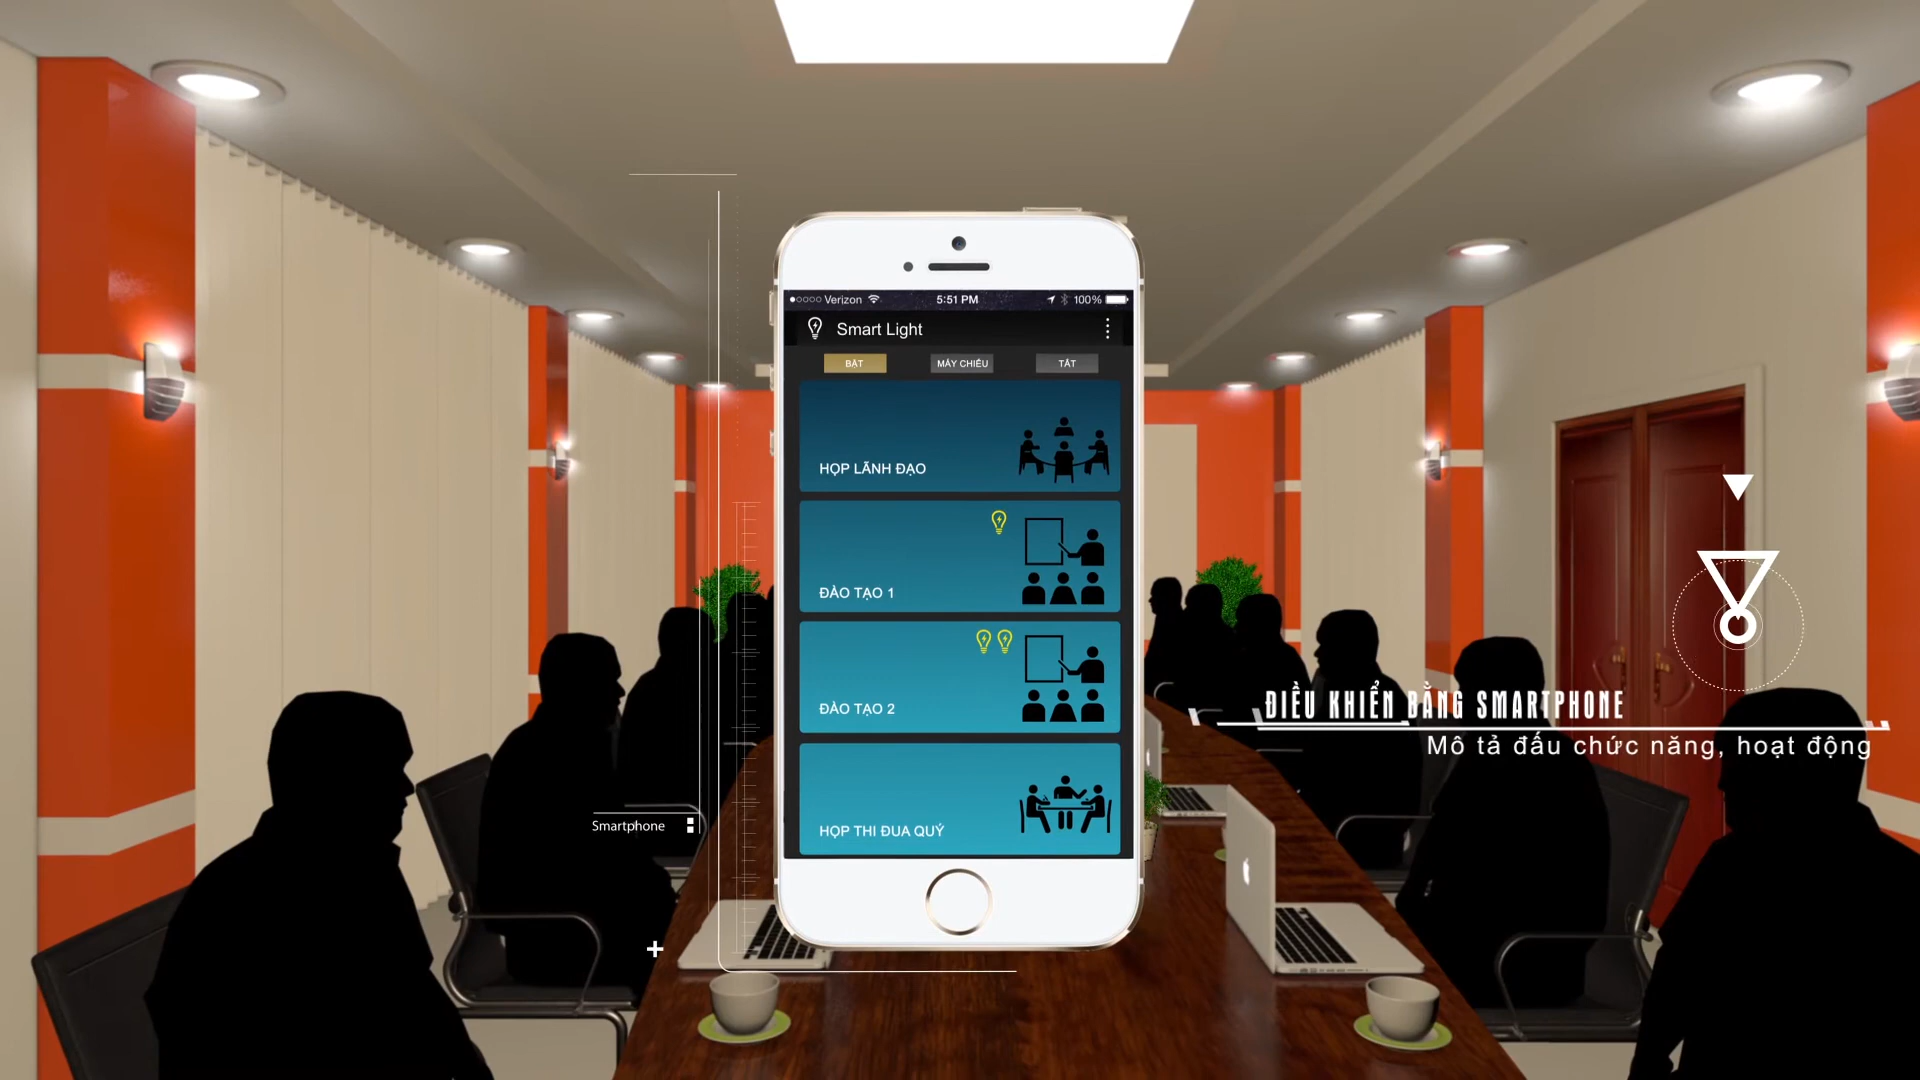 Verizon 5:51 PM 100%
Smart Light
BẬT MÁY CHIẾU TẮT
HỌP LÃNH ĐẠO
ĐÀO TẠO 1
ĐÀO TẠO 2
HỌP THI ĐUA QUÝ
ĐIỀU KHIỂN BẰNG SMARTPHONE
Mô tả đấu chức năng, hoạt động
Smartphone